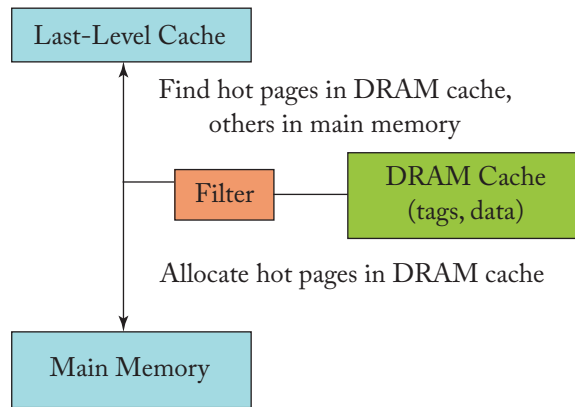 Last-Level Cache
Find hot pages in DRAM cache,
others in main memory
Filter
DRAM Cache
(tags, data)
Allocate hot pages in DRAM cache
Main Memory